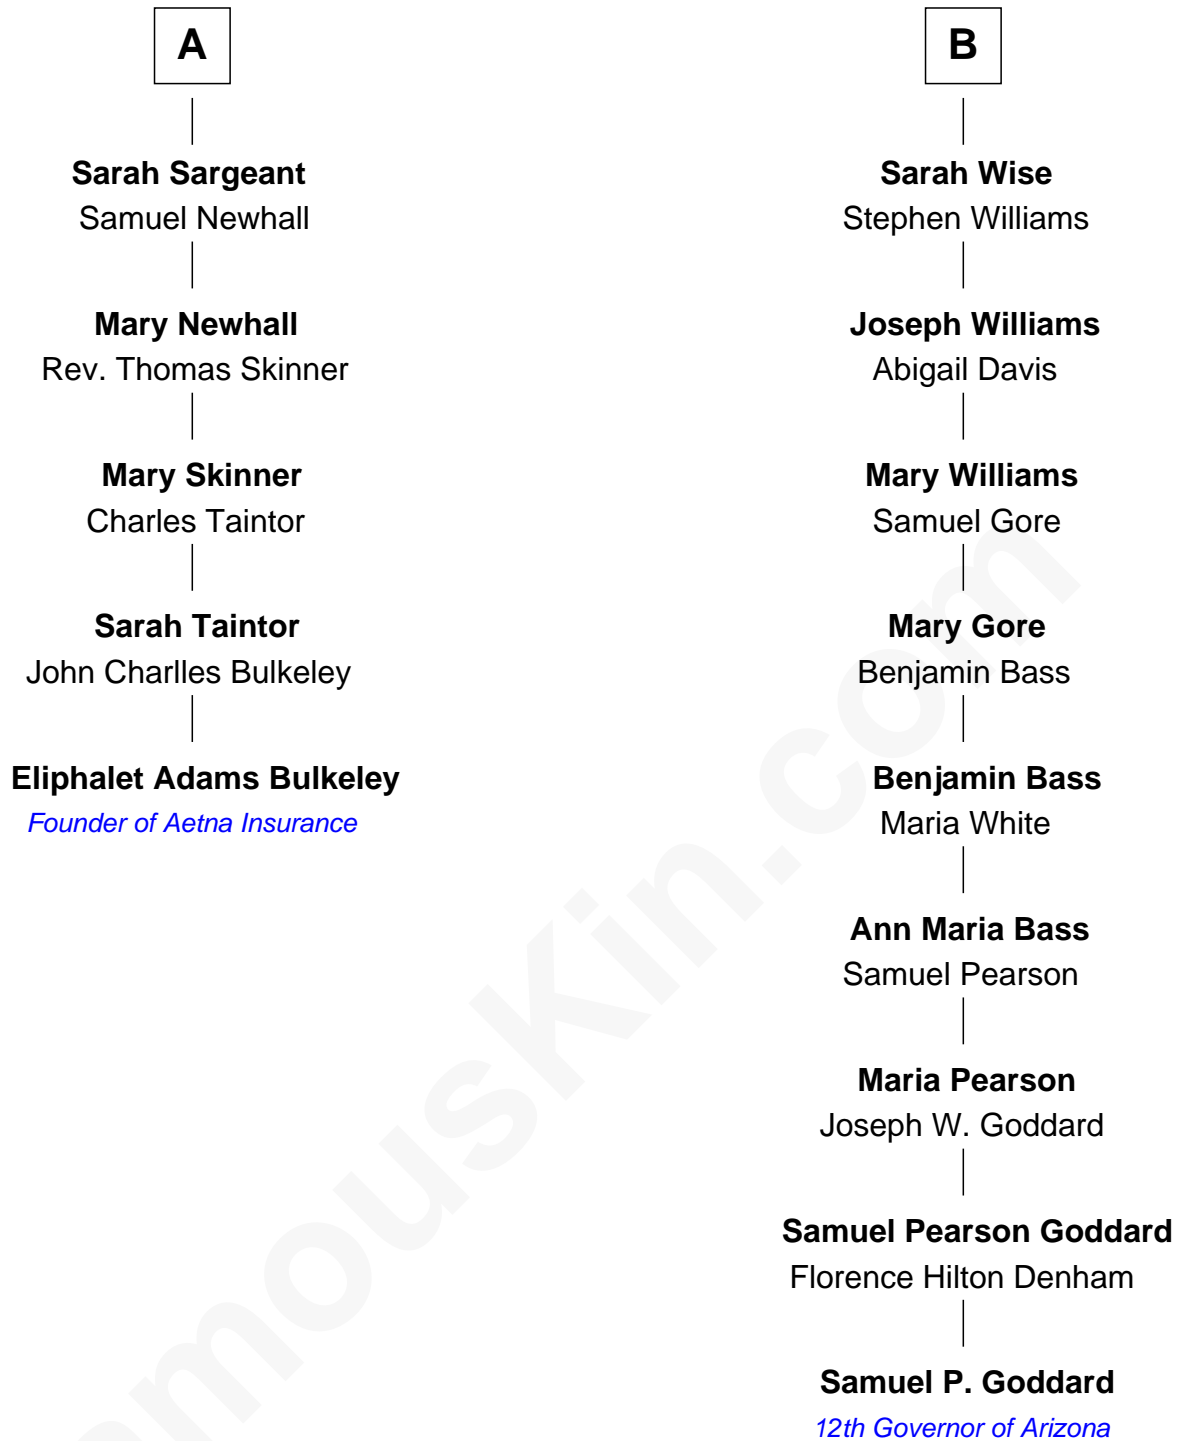 A
Sarah Sargeant
Samuel Newhall
Mary Newhall
Rev. Thomas Skinner
Mary Skinner
Charles Taintor
Sarah Taintor
John Charlles Bulkeley
Eliphalet Adams Bulkeley
Founder of Aetna Insurance
B
Sarah Wise
Stephen Williams
Joseph Williams
Abigail Davis
Mary Williams
Samuel Gore
Mary Gore
Benjamin Bass
Benjamin Bass
Maria White
Ann Maria Bass
Samuel Pearson
Maria Pearson
Joseph W. Goddard
Samuel Pearson Goddard
Florence Hilton Denham
Samuel P. Goddard
12th Governor of Arizona
amousKin.com